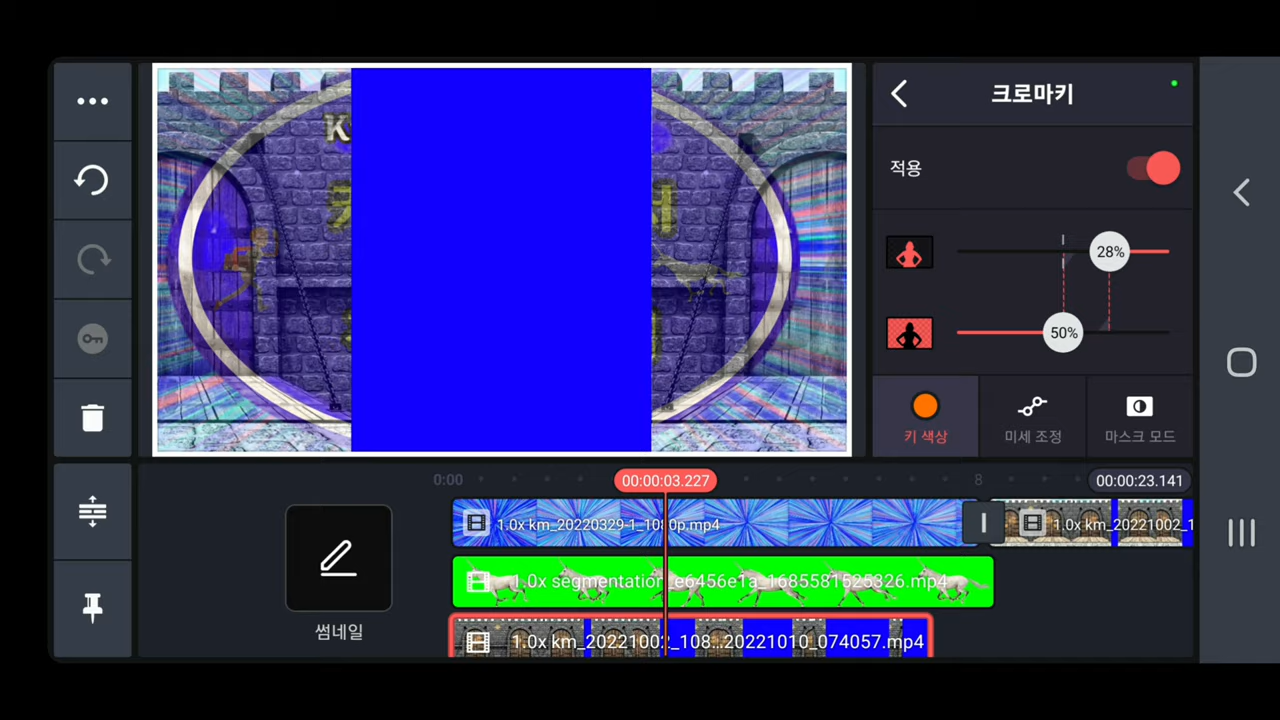 크로마키
적용
28%
50%
키 색상
미세 조정
마스크 모드
0:00
00:00:03.227
8
00:00:23.141
1.0x km_20220329-1_1080p.mp4
1.0x km_20221002_1
1.0x segmentation_e6456e1a_1685581525326.mp4
썸네일
1.0x km_20221002_108..20221010_074057.mp4